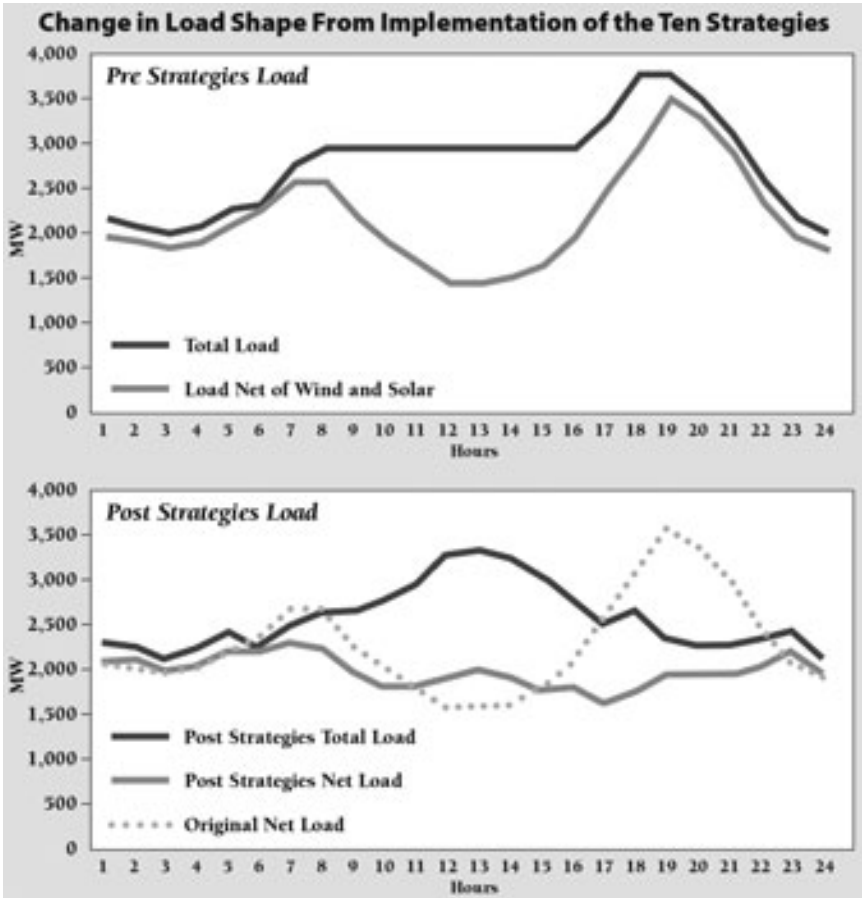 Change in Load Shape From Implementation of the Ten Strategies
4,000
Pre Strategies Load
3,500
3,000
2,500
2,000
1,500
1,000
500
0
MW
Total Load
Load Net of Wind and Solar
1 2 3 4 5 6 7 8 9 10 11 12 13 14 15 16 17 18 19 20 21 22 23 24
Hours
4,000
Post Strategies Load
3,500
3,000
2,500
2,000
1,500
1,000
500
0
MW
Post Strategies Total Load
Post Strategies Net Load
Original Net Load
1 2 3 4 5 6 7 8 9 10 11 12 13 14 15 16 17 18 19 20 21 22 23 24
Hours